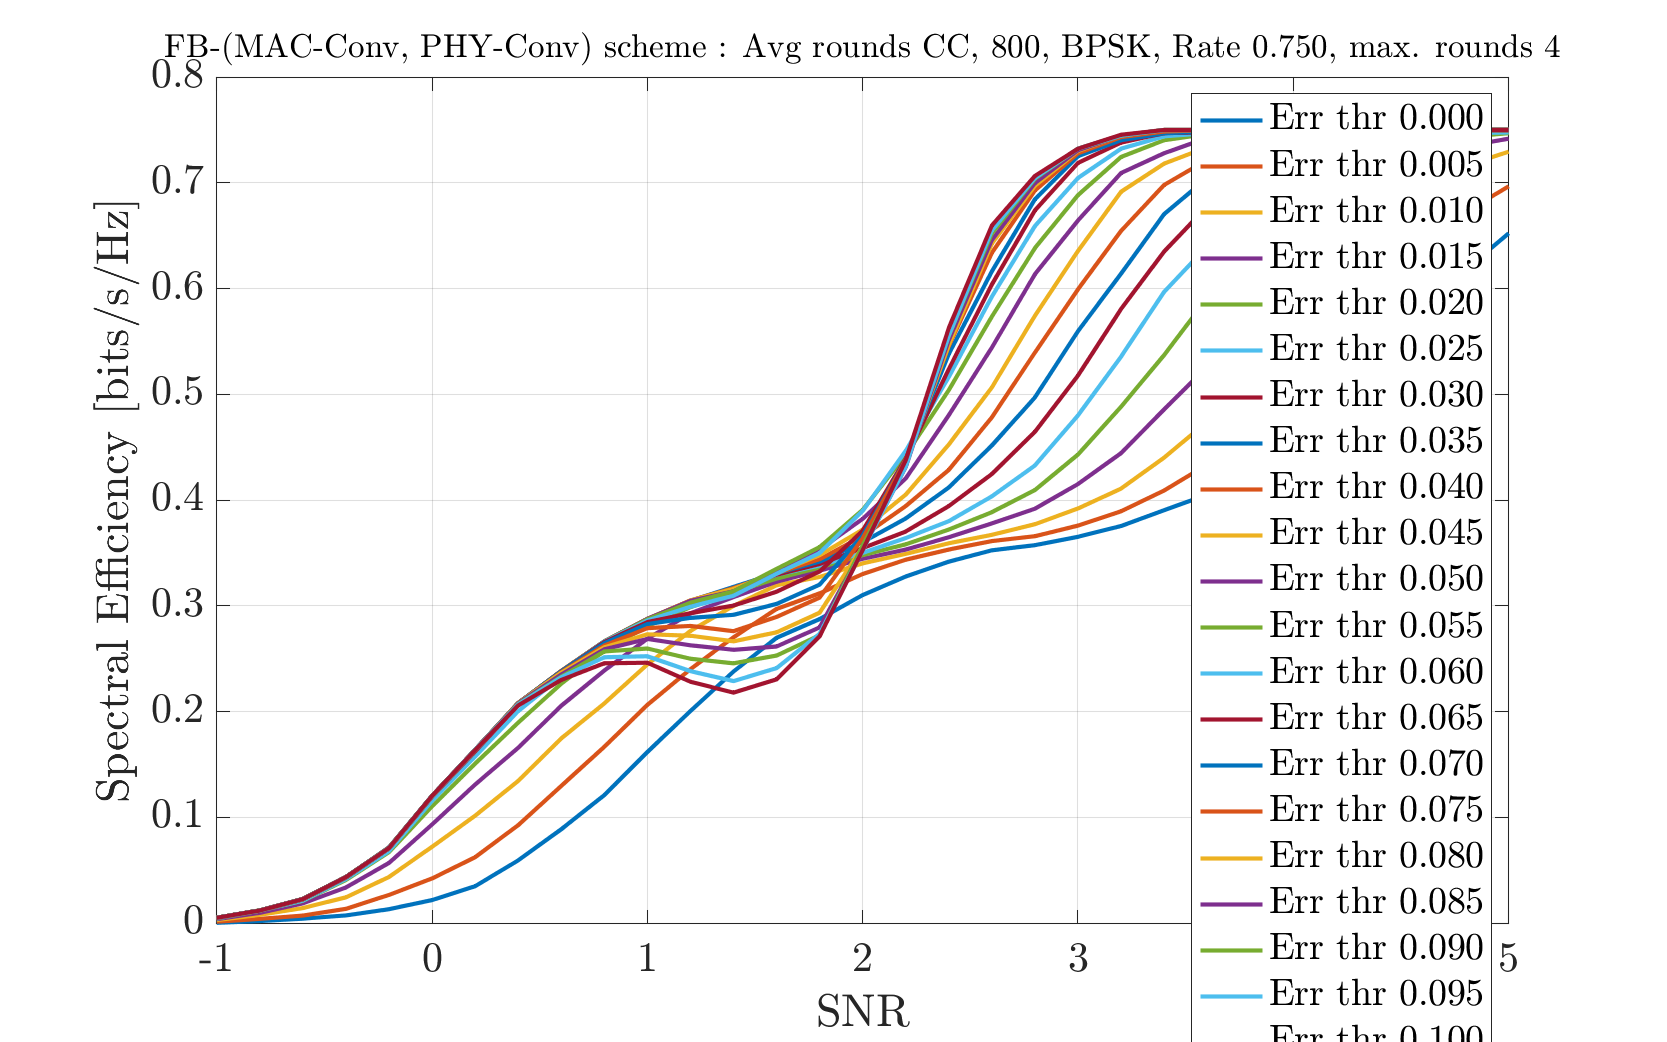 FB-(MAC-Conv, PHY-Conv) scheme : Avg rounds CC, 800, BPSK, Rate 0.750, max. rounds 4
0.8
0.7
0.6
0.5
0.4
0.3
0.2
0.1
0
Spectral Efficiency [bits/s/Hz]
-1 0 1 2 3 5
SNR
Err thr 0.000
Err thr 0.005
Err thr 0.010
Err thr 0.015
Err thr 0.020
Err thr 0.025
Err thr 0.030
Err thr 0.035
Err thr 0.040
Err thr 0.045
Err thr 0.050
Err thr 0.055
Err thr 0.060
Err thr 0.065
Err thr 0.070
Err thr 0.075
Err thr 0.080
Err thr 0.085
Err thr 0.090
Err thr 0.095
Err thr 0.100